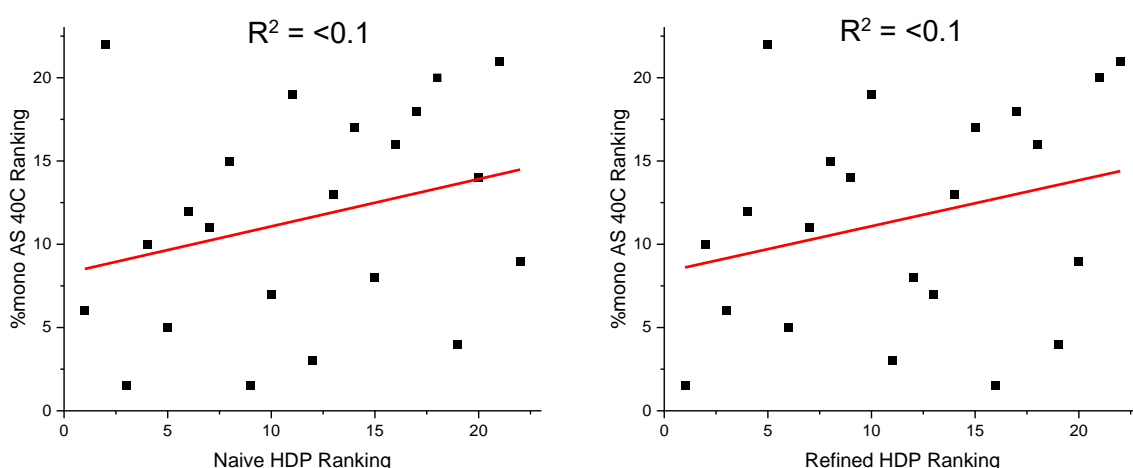 R² = <0.1
%mono AS 40C Ranking
20
15
10
5
0
0 5 10 15 20
Naive HDP Ranking
R² = <0.1
%mono AS 40C Ranking
20
15
10
5
0
0 5 10 15 20
Refined HDP Ranking